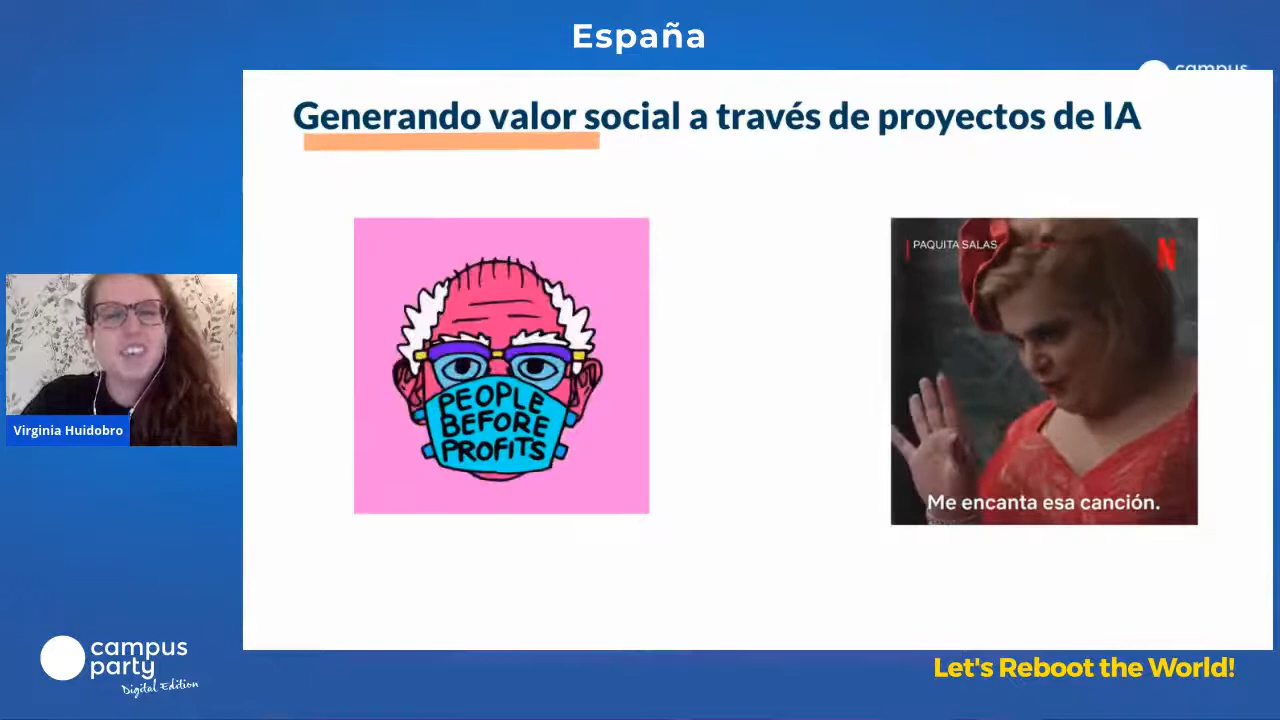 España
campus
Generando valor social a través de proyectos de IA
PAQUITA SALAS
N
PEOPLE
BEFORE
PROFITS
Me encanta esa canción.
Virginia Huidobro
campus
party
Digital Edition
Let's Reboot the World!